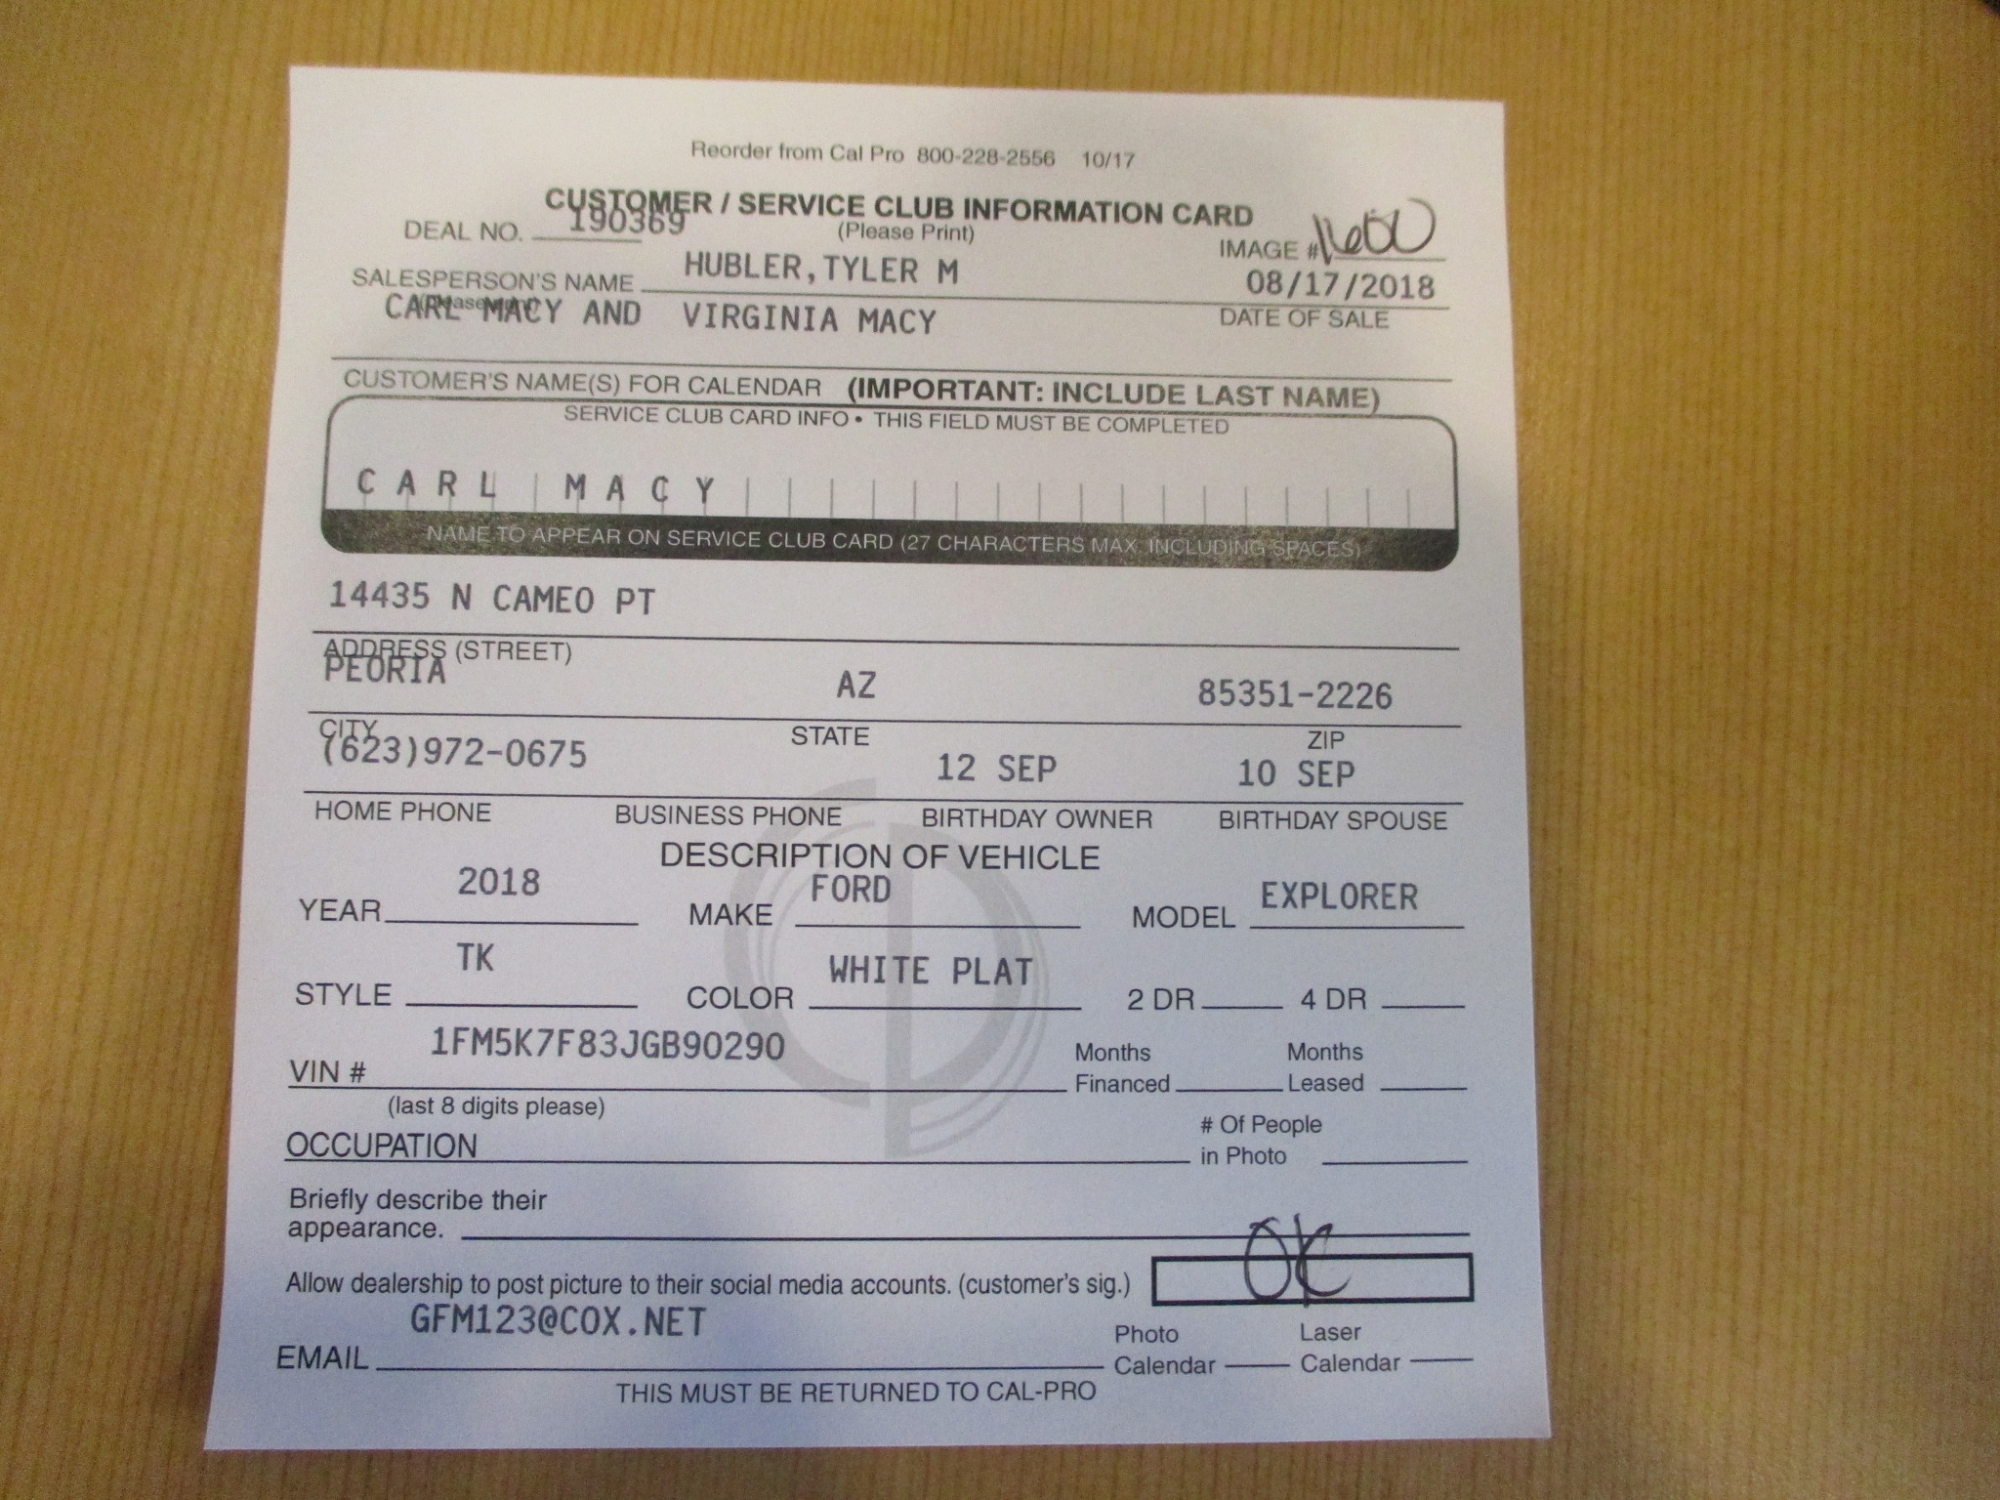 Reorder from Cal Pro 800-228-2556 10/17
CUSTOMER / SERVICE CLUB INFORMATION CARD
DEAL NO. 190369 (Please Print) IMAGE #
SALESPERSON'S NAME HUBLER,TYLER M 08/17/2018
(please print)
CARL MACY AND VIRGINIA MACY DATE OF SALE
CUSTOMER'S NAME(S) FOR CALENDAR (IMPORTANT: INCLUDE LAST NAME)
SERVICE CLUB CARD INFO • THIS FIELD MUST BE COMPLETED
CARL MACY
NAME TO APPEAR ON SERVICE CLUB CARD (27 CHARACTERS MAX. INCLUDING SPACES)
14435 N CAMEO PT
ADDRESS (STREET)
PEORIA AZ 85351-2226
CITY STATE ZIP
(623)972-0675 12 SEP 10 SEP
HOME PHONE BUSINESS PHONE BIRTHDAY OWNER BIRTHDAY SPOUSE
DESCRIPTION OF VEHICLE
YEAR 2018 MAKE FORD MODEL EXPLORER
STYLE TK COLOR WHITE PLAT 2 DR 4 DR
VIN # 1FM5K7F83JGB90290 Months Financed Months Leased
(last 8 digits please)
OCCUPATION # Of People in Photo
Briefly describe their
appearance.
Allow dealership to post picture to their social media accounts. (customer's sig.) OK
EMAIL GFM123@COX.NET Photo Calendar Laser Calendar
THIS MUST BE RETURNED TO CAL-PRO